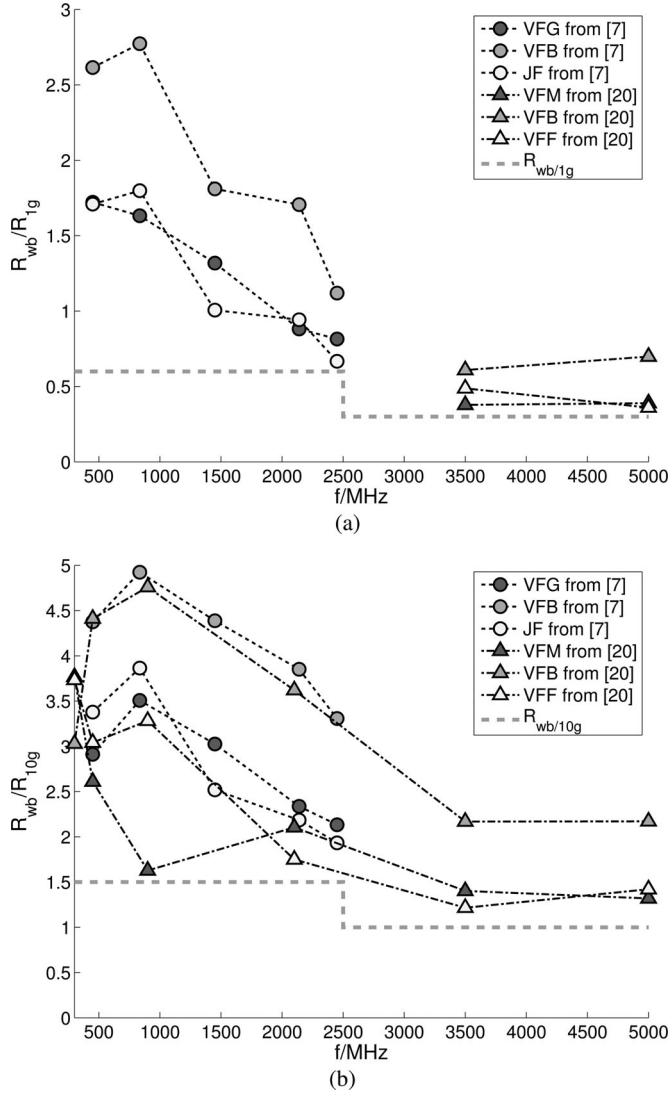 3
2.5
2
1.5
1
0.5
0
R_wb/R_1g
VFG from [7]
VFB from [7]
JF from [7]
VFM from [20]
VFB from [20]
VFF from [20]
R_wb/1g
500 1000 1500 2000 2500 3000 3500 4000 4500 5000
f/MHz
(a)
5
4.5
4
3.5
3
2.5
2
1.5
1
0.5
0
R_wb/R_10g
VFG from [7]
VFB from [7]
JF from [7]
VFM from [20]
VFB from [20]
VFF from [20]
R_wb/10g
500 1000 1500 2000 2500 3000 3500 4000 4500 5000
f/MHz
(b)